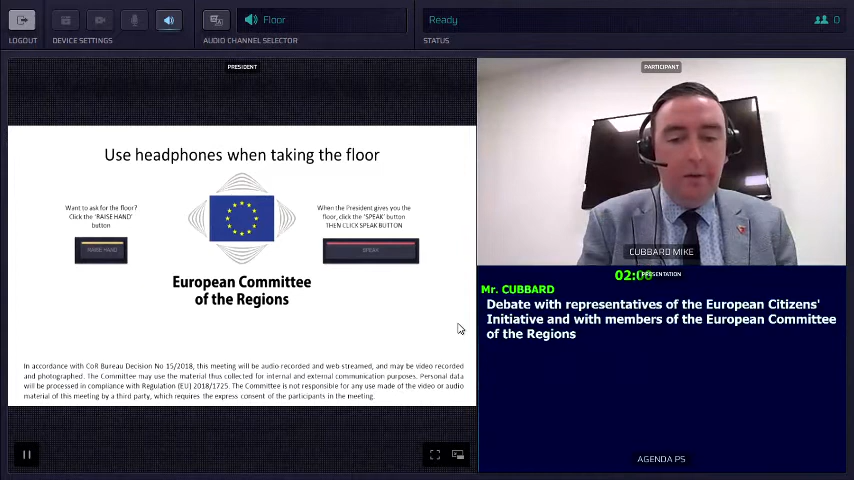 LOGOUT
DEVICE SETTINGS
Floor
AUDIO CHANNEL SELECTOR
Ready
0
STATUS
PRESIDENT
PARTICIPANT
Use headphones when taking the floor
Want to ask for the floor?
Click the 'RAISE HAND'
button
RAISE HAND
When the President gives you the
floor, click the 'SPEAK' button
THEN CLICK SPEAK BUTTON
SPEAK
European Committee
of the Regions
In accordance with CoR Bureau Decision No 15/2018, this meeting will be audio recorded and web streamed, and may be video recorded
and photographed. The Committee may use the material thus collected for internal and external communication purposes. Personal data
will be processed in compliance with Regulation (EU) 2018/1725. The Committee is not responsible for any use made of the video or audio
material of this meeting by a third party, which requires the express consent of the participants in the meeting.
CUBBARD MIKE
PRESENTATION
Mr. CUBBARD
Debate with representatives of the European Citizens'
Initiative and with members of the European Committee
of the Regions
AGENDA PS